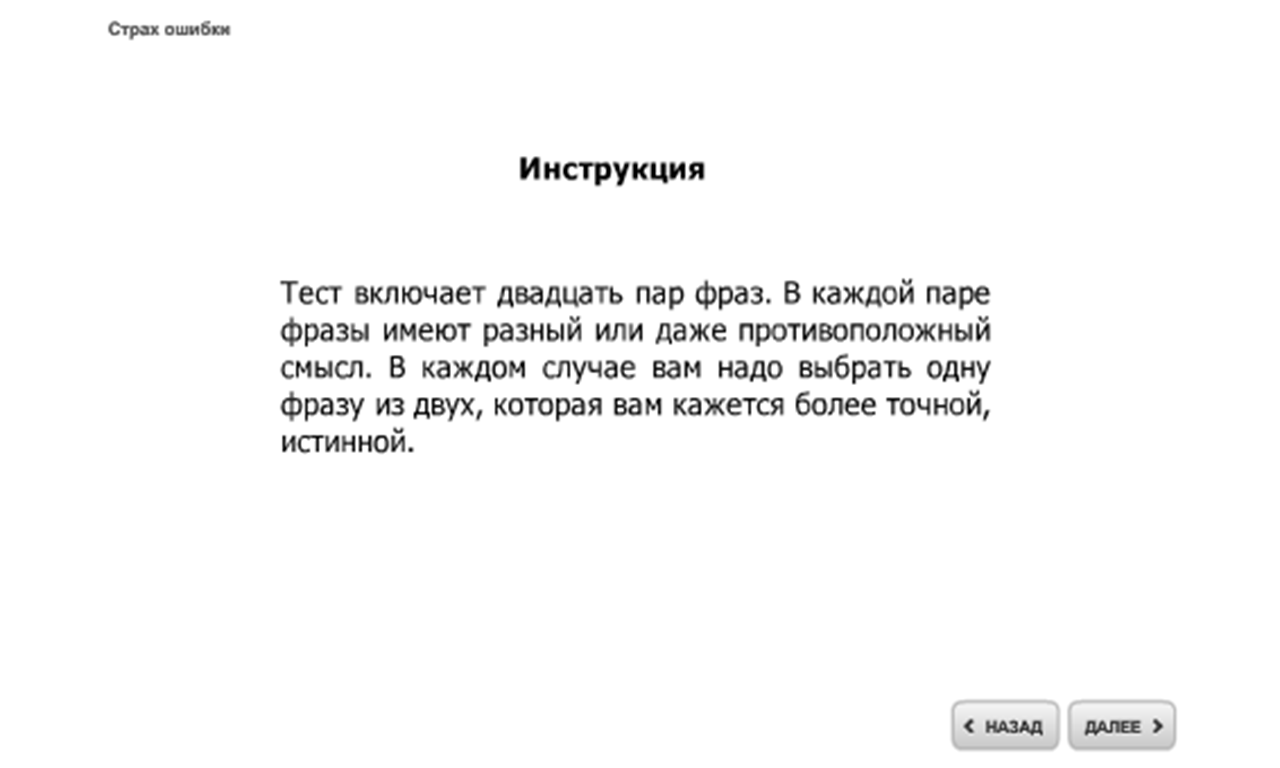 Страх ошибки
Инструкция
Тест включает двадцать пар фраз. В каждой паре
фразы имеют разный или даже противоположный
смысл. В каждом случае вам надо выбрать одну
фразу из двух, которая вам кажется более точной,
истинной.
НАЗАД
ДАЛЕЕ